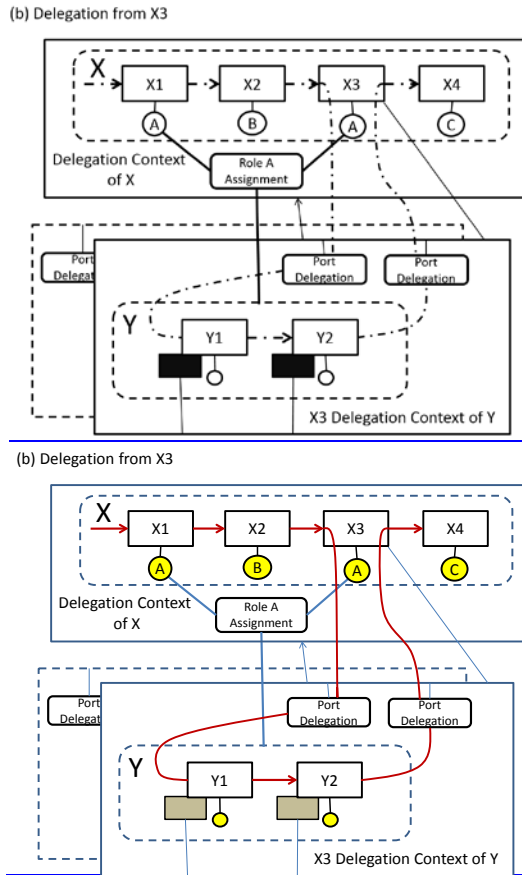 (b) Delegation from X3
X
X1
X2
X3
X4
A
B
A
C
Delegation Context
of X
Role A
Assignment
Port
Port
Delegation
Port
Delegation
Y
Y1
Y2
X3 Delegation Context of Y
(b) Delegation from X3
X
X1
X2
X3
X4
A
B
A
C
Delegation Context
of X
Role A
Assignment
Port
Port
Delegation
Port
Delegation
Y
Y1
Y2
X3 Delegation Context of Y